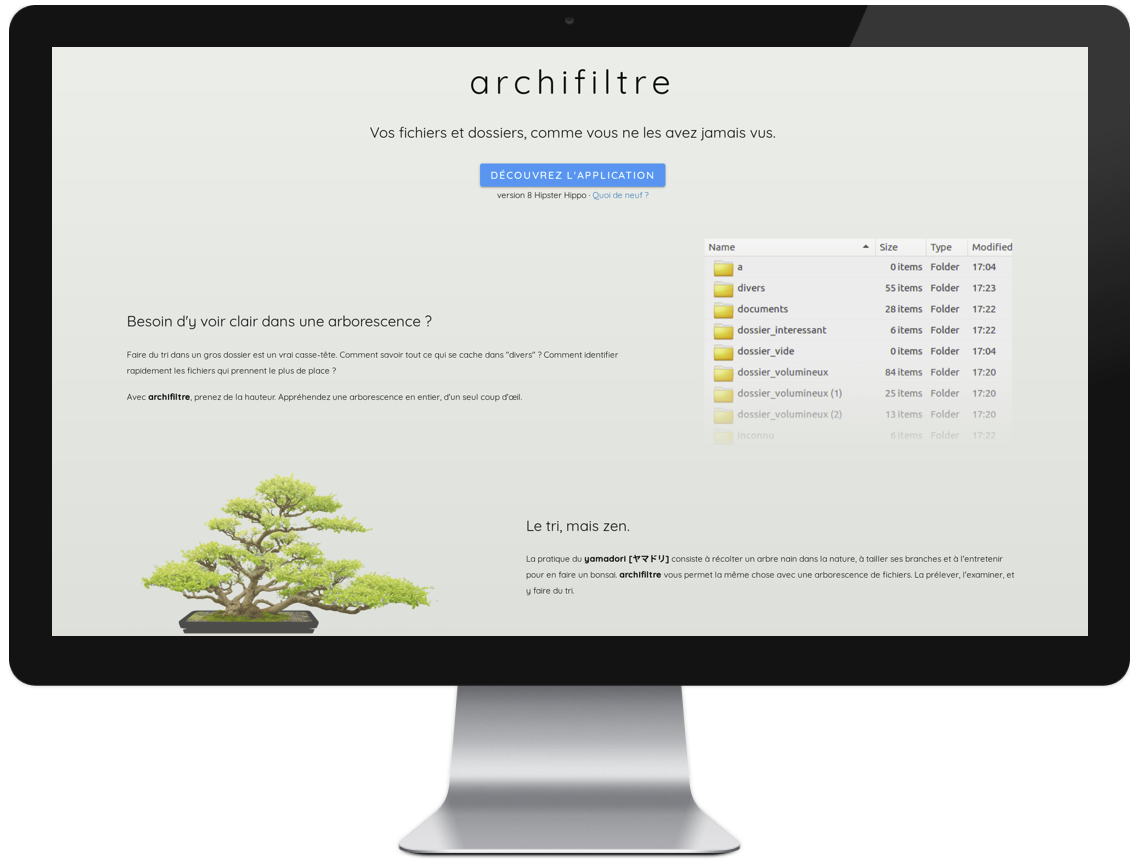 archifiltre
Vos fichiers et dossiers, comme vous ne les avez jamais vus.
DÉCOUVREZ L'APPLICATION
version 8 Hipster Hippo · Quoi de neuf ?
Name Size Type Modified
a 0 items Folder 17:04
divers 55 items Folder 17:23
documents 28 items Folder 17:22
dossier_interessant 6 items Folder 17:22
dossier_vide 0 items Folder 17:04
dossier_volumineux 84 items Folder 17:20
dossier_volumineux (1) 25 items Folder 17:20
dossier_volumineux (2) 13 items Folder 17:20
inconnu 6 items Folder 17:22
Besoin d'y voir clair dans une arborescence ?
Faire du tri dans un gros dossier est un vrai casse-tête. Comment savoir tout ce qui se cache dans "divers" ? Comment identifier
rapidement les fichiers qui prennent le plus de place ?
Avec archifiltre, prenez de la hauteur. Appréhendez une arborescence en entier, d'un seul coup d'œil.
Le tri, mais zen.
La pratique du yamadori [ヤマドリ] consiste à récolter un arbre nain dans la nature, à tailler ses branches et à l'entretenir
pour en faire un bonsai. archifiltre vous permet la même chose avec une arborescence de fichiers. La prélever, l'examiner, et
y faire du tri.